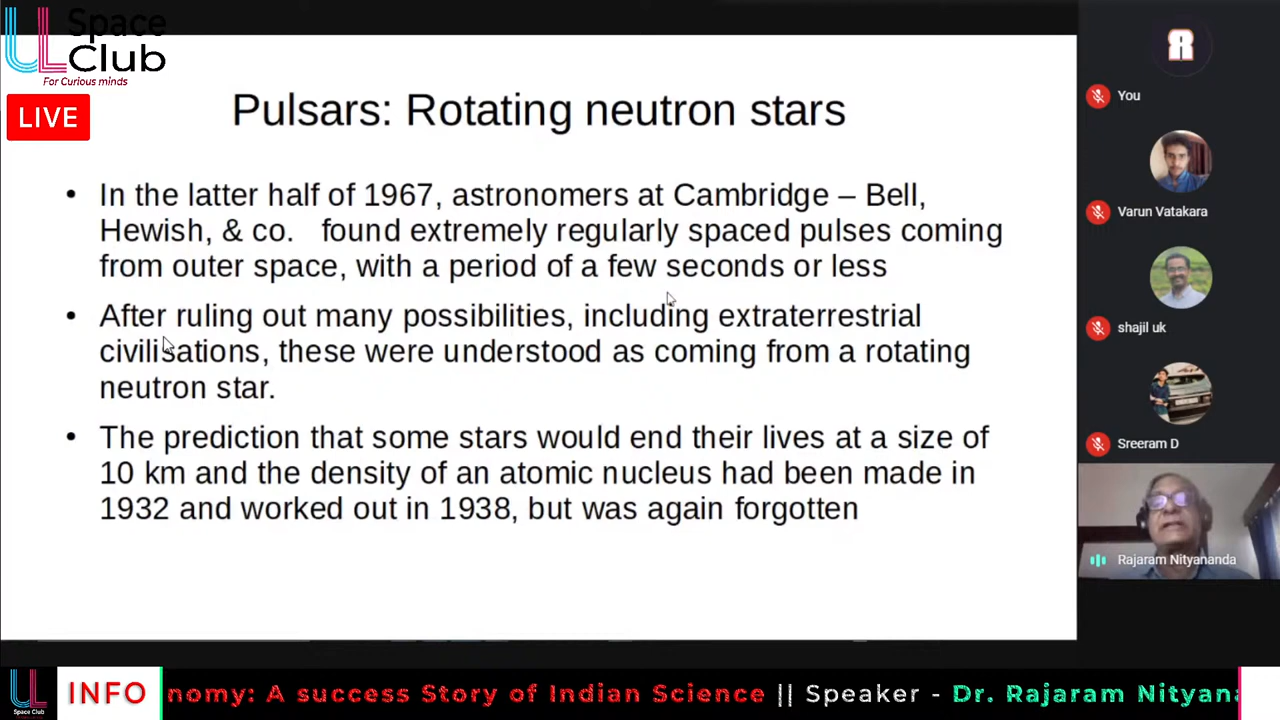 UL Space
Club
For Curious minds
LIVE
Pulsars: Rotating neutron stars
• In the latter half of 1967, astronomers at Cambridge – Bell,
Hewish, & co. found extremely regularly spaced pulses coming
from outer space, with a period of a few seconds or less
• After ruling out many possibilities, including extraterrestrial
civilisations, these were understood as coming from a rotating
neutron star.
• The prediction that some stars would end their lives at a size of
10 km and the density of an atomic nucleus had been made in
1932 and worked out in 1938, but was again forgotten
R
You
Varun Vatakara
shajil uk
Sreeram D
Rajaram Nityananda
UL
Space Club
INFO
nomy: A success Story of Indian Science || Speaker - Dr. Rajaram Nityana